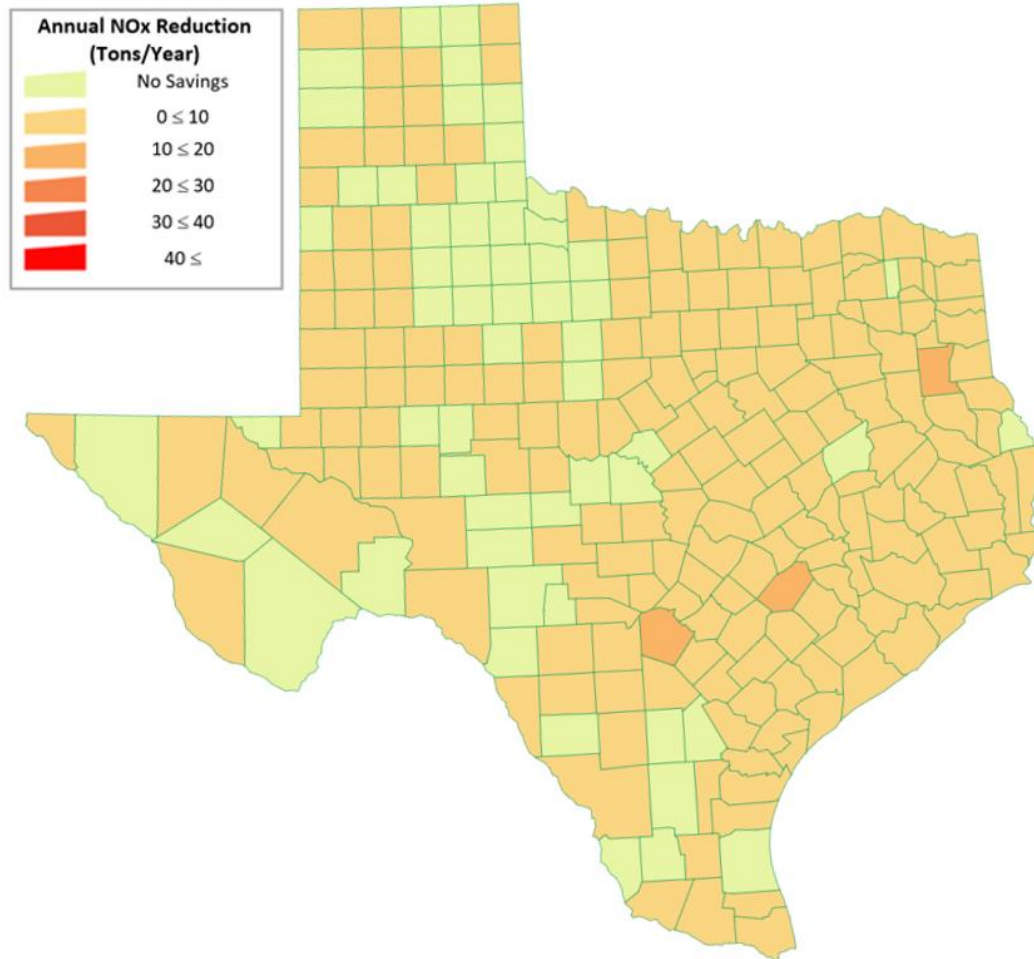 Annual NOx Reduction
(Tons/Year)
No Savings
0 ≤ 10
10 ≤ 20
20 ≤ 30
30 ≤ 40
40 ≤